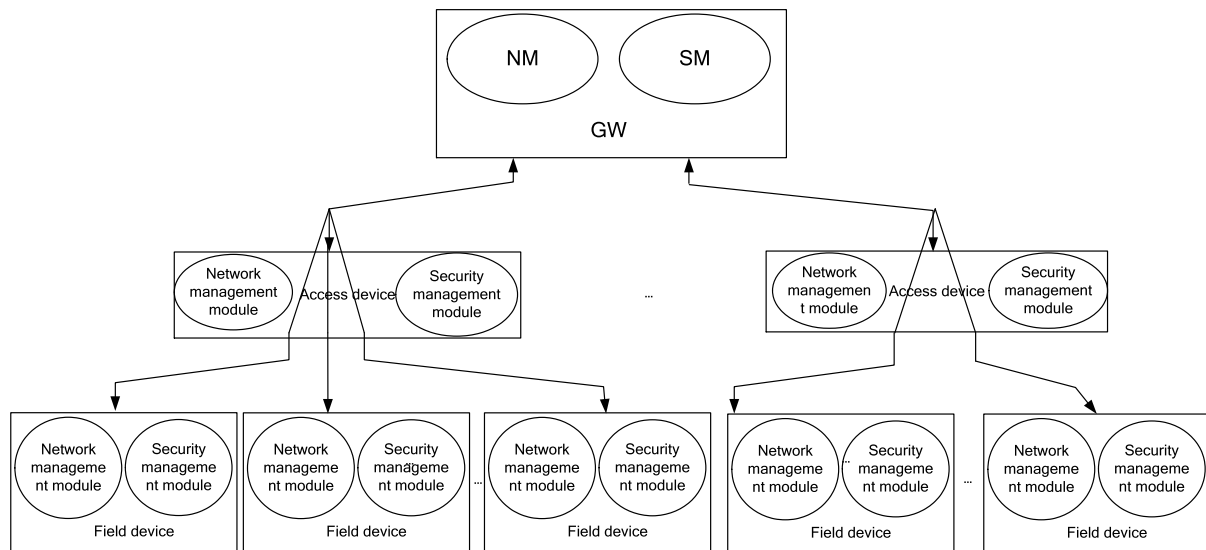 NM
SM
GW
Network
management
module
Access device
Security
management
module
...
Network
managemen
t module
Access device
Security
management
module
Network
manageme
nt module
Security
manageme
nt module
Field device
Network
manageme
nt module
Security
manageme
nt module
Field device
...
Network
manageme
nt module
Security
manageme
nt module
Field device
Network
manageme
nt module
...
Security
manageme
nt module
Field device
...
Network
manageme
nt module
Security
manageme
nt module
Field device